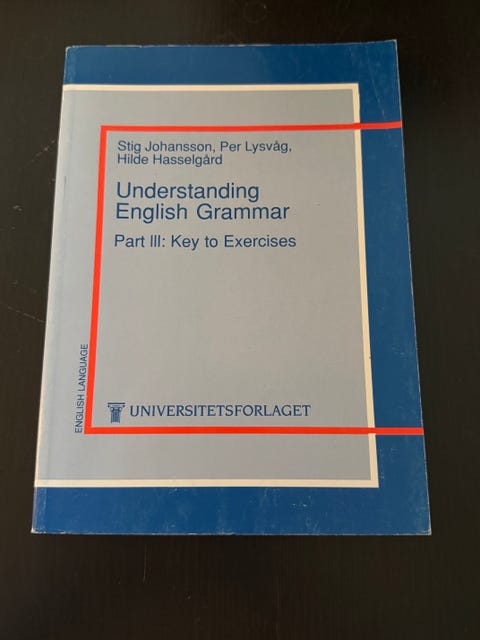 Stig Johansson, Per Lysvåg,
Hilde Hasselgård
Understanding
English Grammar
Part III: Key to Exercises
ENGLISH LANGUAGE
UNIVERSITETSFORLAGET